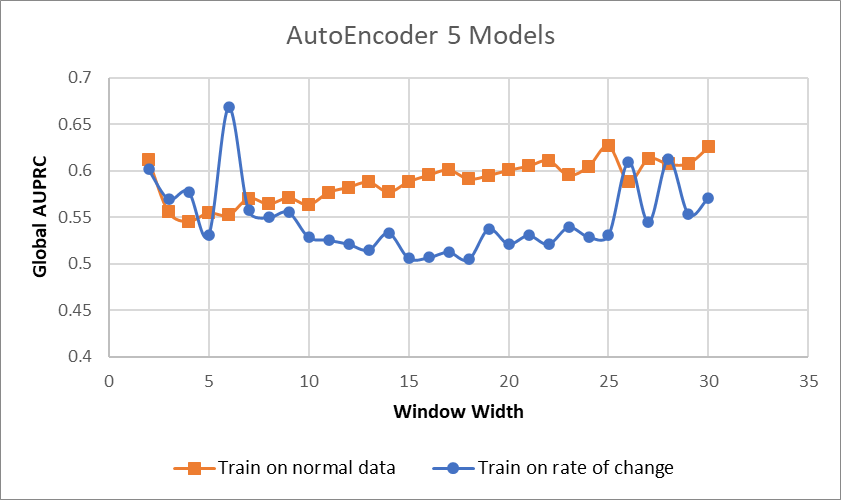 AutoEncoder 5 Models
0.7
0.65
0.6
0.55
0.5
0.45
0.4
Global AUPRC
0 5 10 15 20 25 30 35
Window Width
Train on normal data Train on rate of change